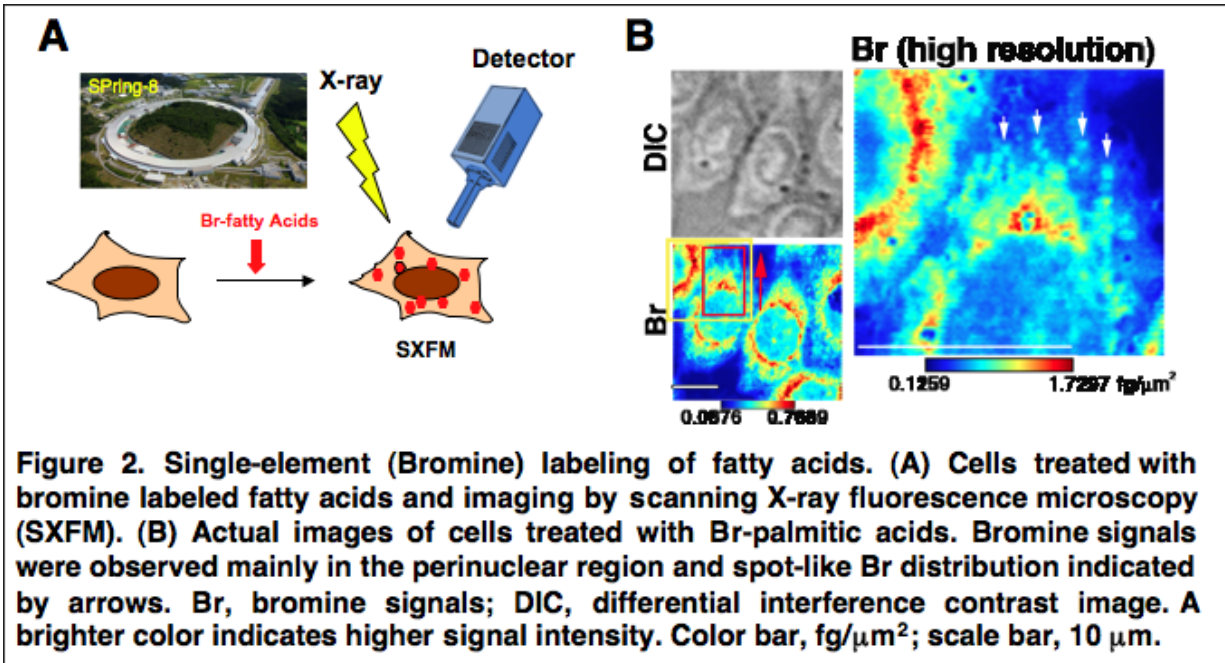 A
SPring-8
X-ray
Detector
Br-fatty Acids
SXFM
B
Br (high resolution)
DIC
Br
0.1259
fg/μm²
Figure 2. Single-element (Bromine) labeling of fatty acids. (A) Cells treated with
bromine labeled fatty acids and imaging by scanning X-ray fluorescence microscopy
(SXFM). (B) Actual images of cells treated with Br-palmitic acids. Bromine signals
were observed mainly in the perinuclear region and spot-like Br distribution indicated
by arrows. Br, bromine signals; DIC, differential interference contrast image. A
brighter color indicates higher signal intensity. Color bar, fg/μm²; scale bar, 10 μm.